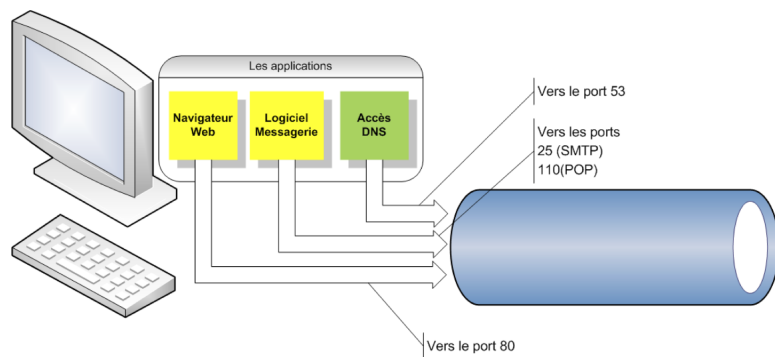 Les applications
Navigateur
Web
Logiciel
Messagerie
Accès
DNS
Vers le port 53
Vers les ports
25 (SMTP)
110(POP)
Vers le port 80